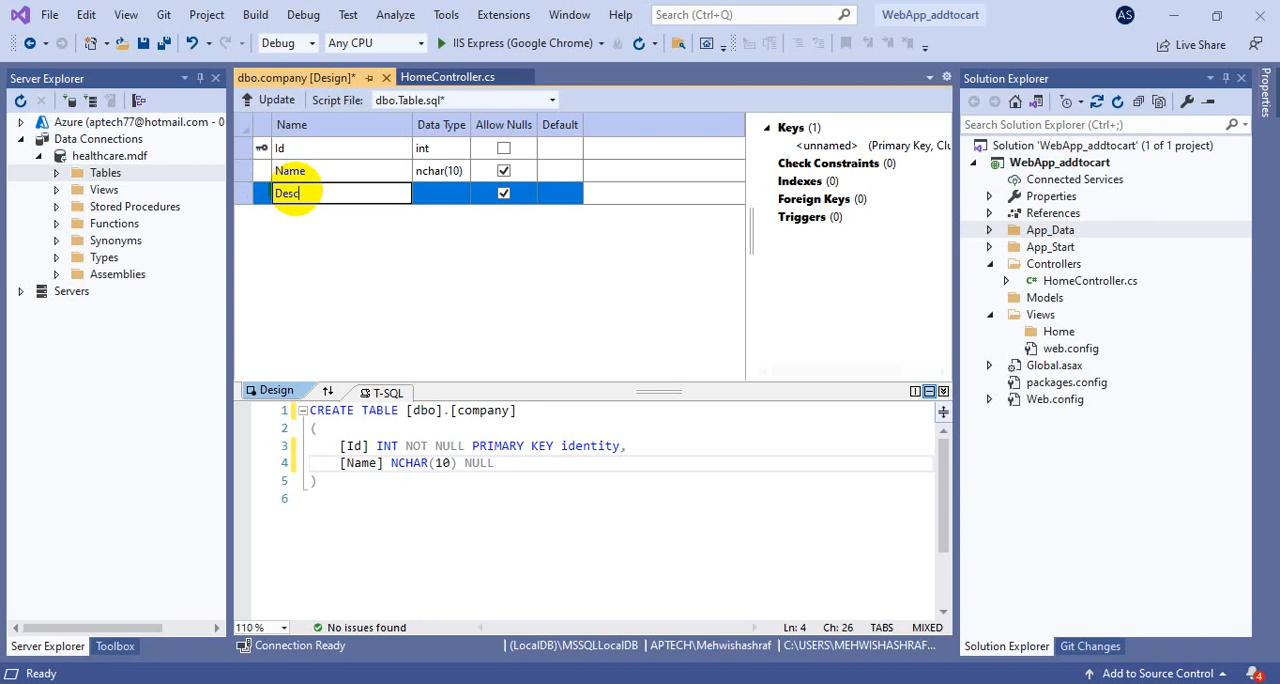 File Edit View Git Project Build Debug Test Analyze Tools Extensions Window Help Search (Ctrl+Q) WebApp_addtocart AS
Debug Any CPU IIS Express (Google Chrome) Live Share
Server Explorer
Azure (aptech77@hotmail.com - 0
Data Connections
healthcare.mdf
Tables
Views
Stored Procedures
Functions
Synonyms
Types
Assemblies
Servers
Server Explorer Toolbox
dbo.company [Design]* HomeController.cs
Update Script File: dbo.Table.sql*
Name Data Type Allow Nulls Default
Id int
Name nchar(10)
Desc
Keys (1)
<unnamed> (Primary Key, Clu
Check Constraints (0)
Indexes (0)
Foreign Keys (0)
Triggers (0)
Design T-SQL
1 CREATE TABLE [dbo].[company]
2 (
3 [Id] INT NOT NULL PRIMARY KEY identity,
4 [Name] NCHAR(10) NULL
5 )
6
110 % No issues found Ln: 4 Ch: 26 TABS MIXED
Connection Ready | (LocalDB)\MSSQLLocalDB | APTECH\Mehwishashraf | C:\USERS\MEHWISHASHRAF...
Solution Explorer
Search Solution Explorer (Ctrl+;)
Solution 'WebApp_addtocart' (1 of 1 project)
WebApp_addtocart
Connected Services
Properties
References
App_Data
App_Start
Controllers
HomeController.cs
Models
Views
Home
web.config
Global.asax
packages.config
Web.config
Solution Explorer Git Changes
Properties
Ready Add to Source Control 4